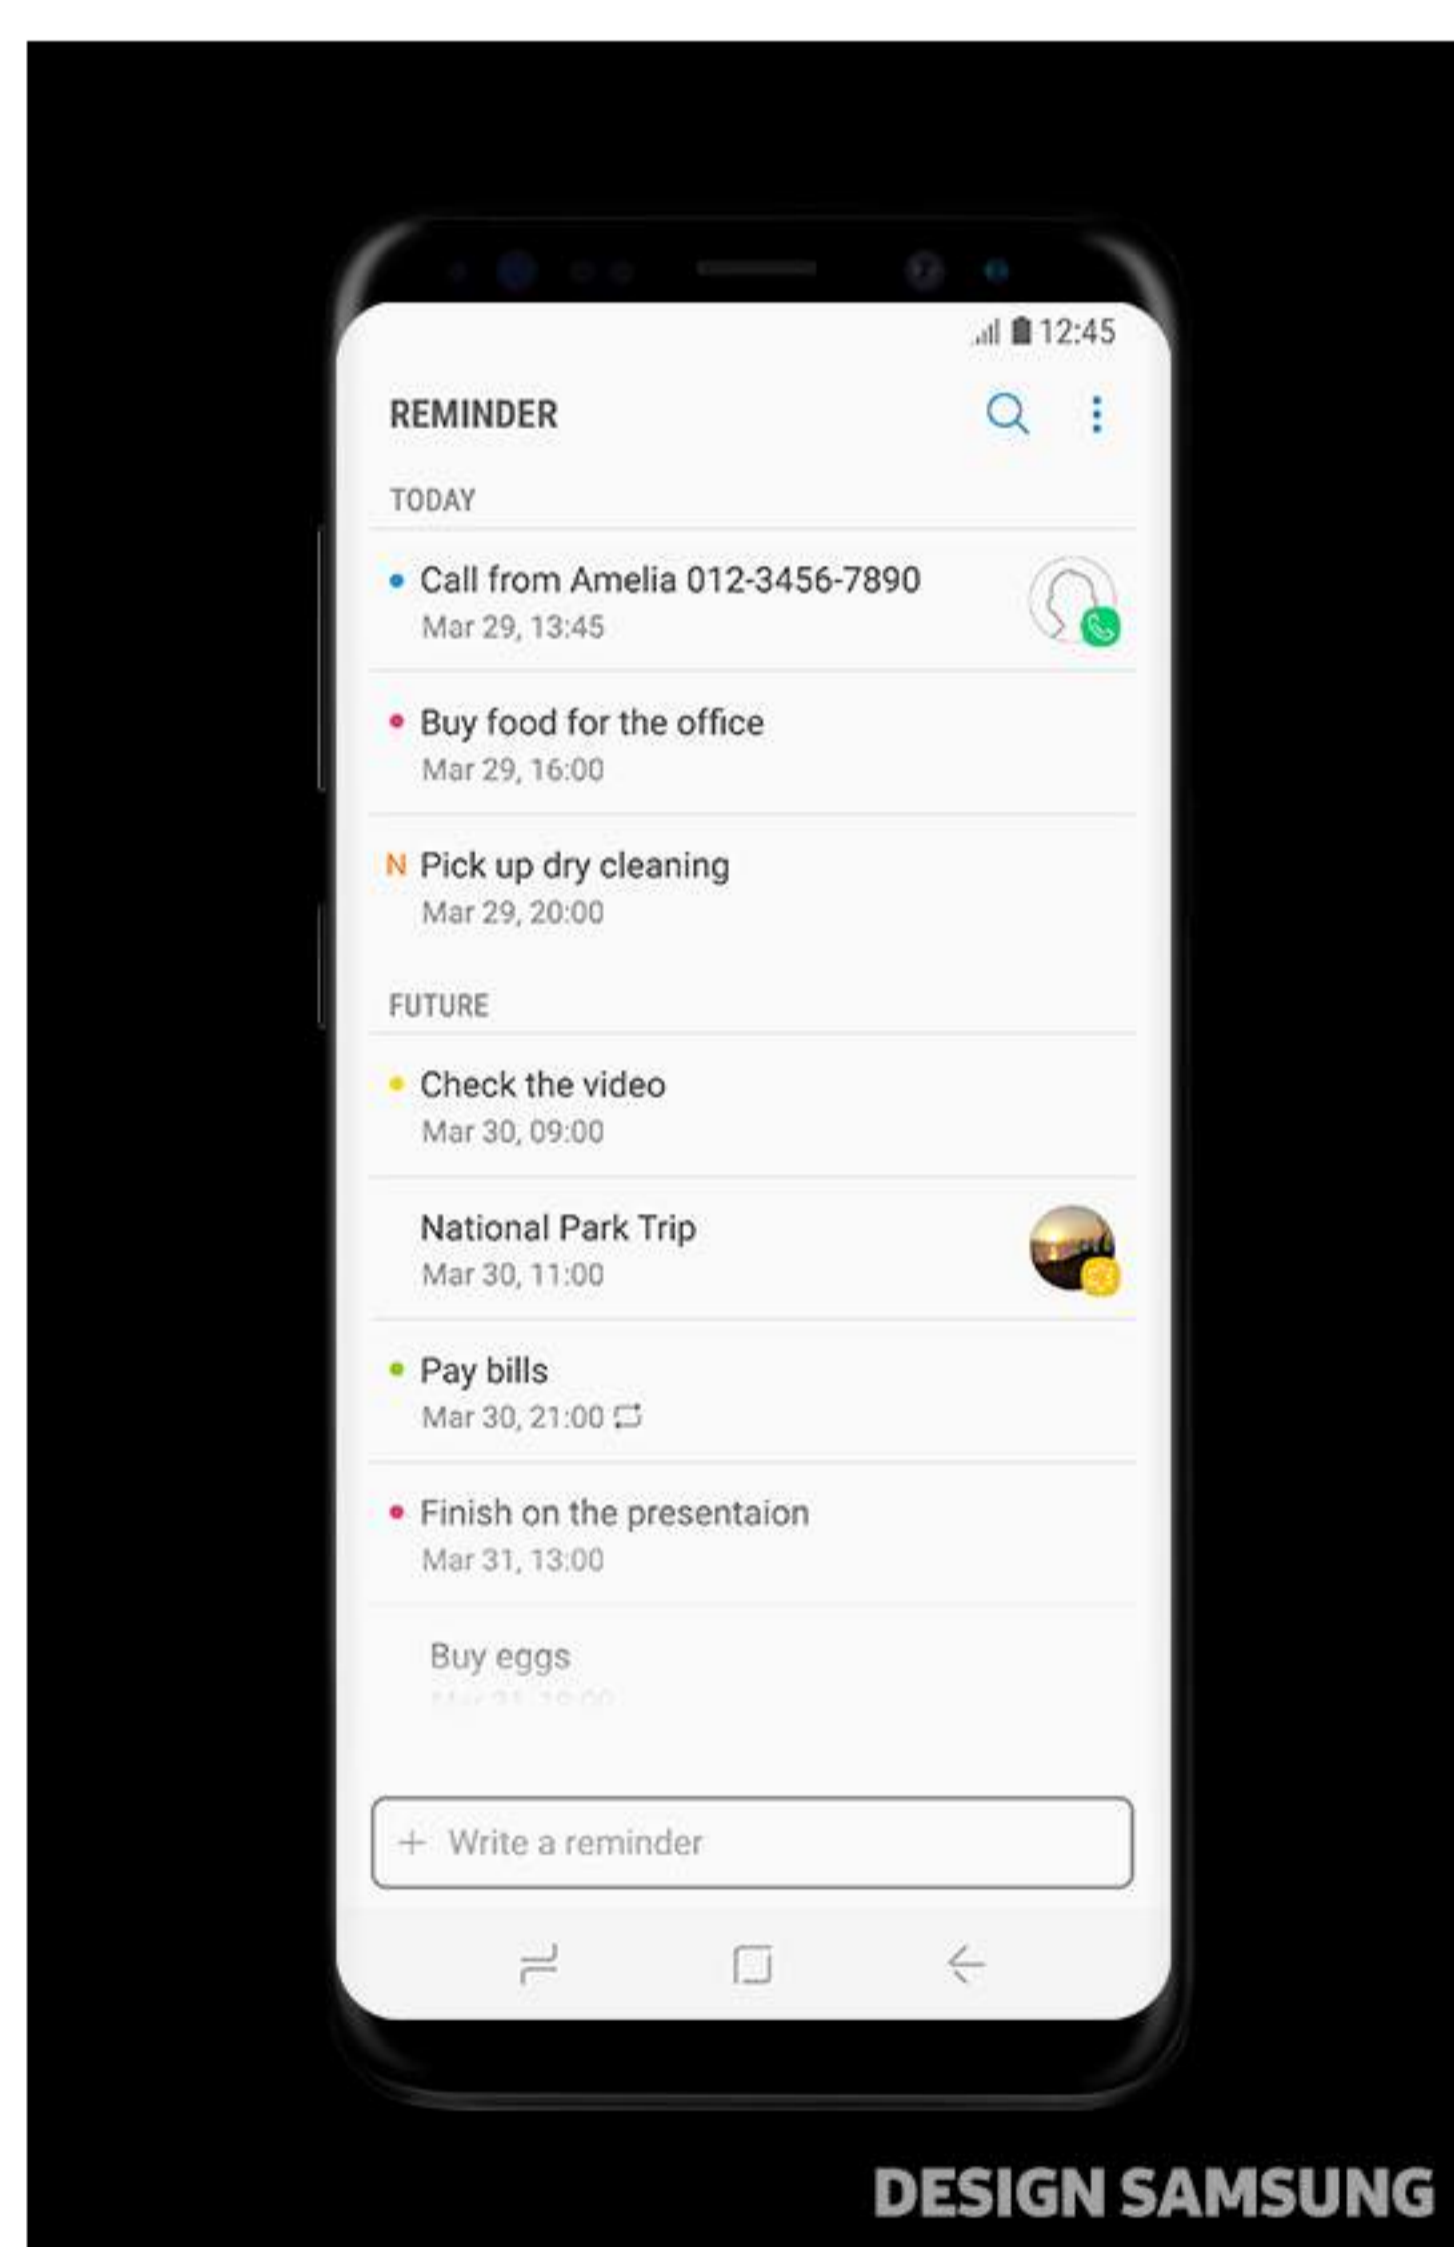 12:45
REMINDER
TODAY
Call from Amelia 012-3456-7890
Mar 29, 13:45
Buy food for the office
Mar 29, 16:00
N Pick up dry cleaning
Mar 29, 20:00
FUTURE
Check the video
Mar 30, 09:00
National Park Trip
Mar 30, 11:00
Pay bills
Mar 30, 21:00
Finish on the presentaion
Mar 31, 13:00
Buy eggs
+ Write a reminder
DESIGN SAMSUNG